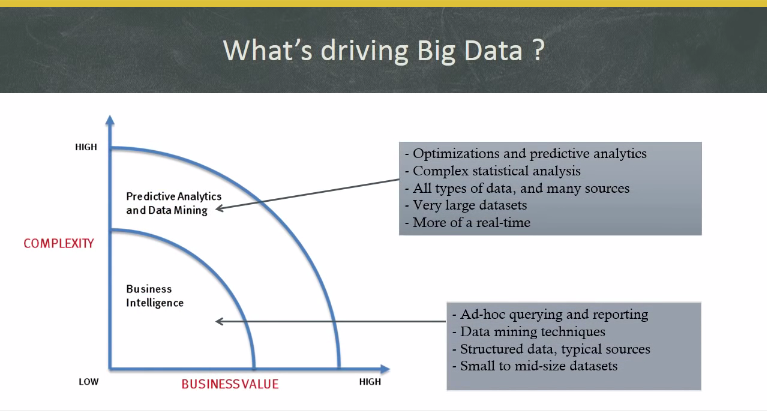 What's driving Big Data ?
HIGH
Predictive Analytics
and Data Mining
COMPLEXITY
Business
Intelligence
LOW
BUSINESS VALUE
HIGH
- Optimizations and predictive analytics
- Complex statistical analysis
- All types of data, and many sources
- Very large datasets
- More of a real-time
- Ad-hoc querying and reporting
- Data mining techniques
- Structured data, typical sources
- Small to mid-size datasets